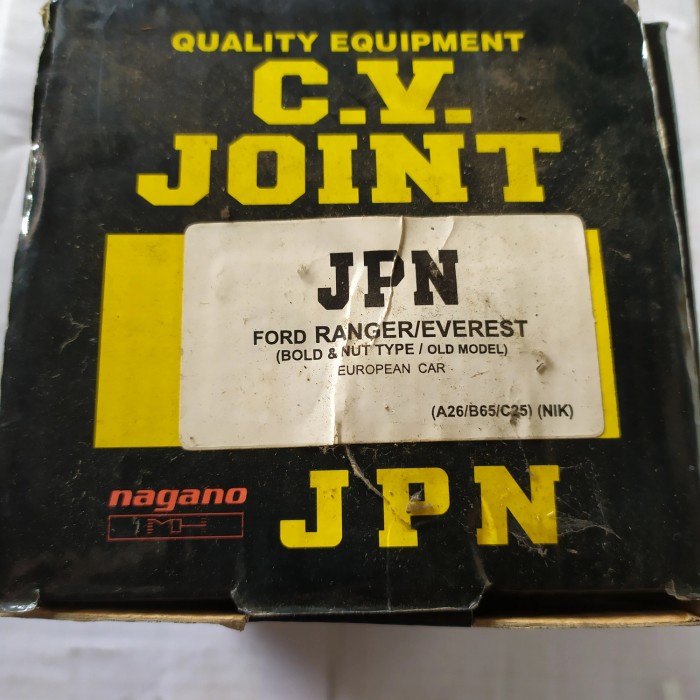 QUALITY EQUIPMENT
C.V.
JOINT
JPN
FORD RANGER/EVEREST
(BOLD & NUT TYPE / OLD MODEL)
EUROPEAN CAR
(A26/B65/C25) (NIK)
nagano
JPN